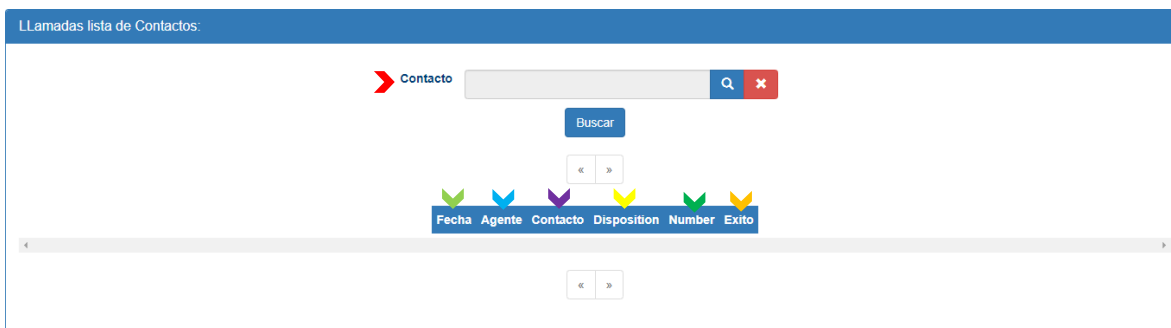 LLamadas lista de Contactos:
Contacto
Buscar
« »
Fecha Agente Contacto Disposition Number Exito
« »